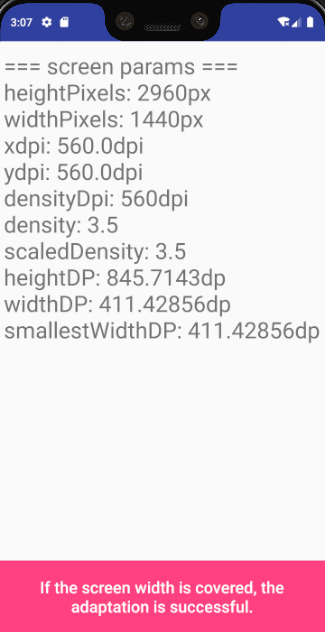 3:07
=== screen params ===
heightPixels: 2960px
widthPixels: 1440px
xdpi: 560.0dpi
ydpi: 560.0dpi
densityDpi: 560dpi
density: 3.5
scaledDensity: 3.5
heightDP: 845.7143dp
widthDP: 411.42856dp
smallestWidthDP: 411.42856dp
If the screen width is covered, the
adaptation is successful.